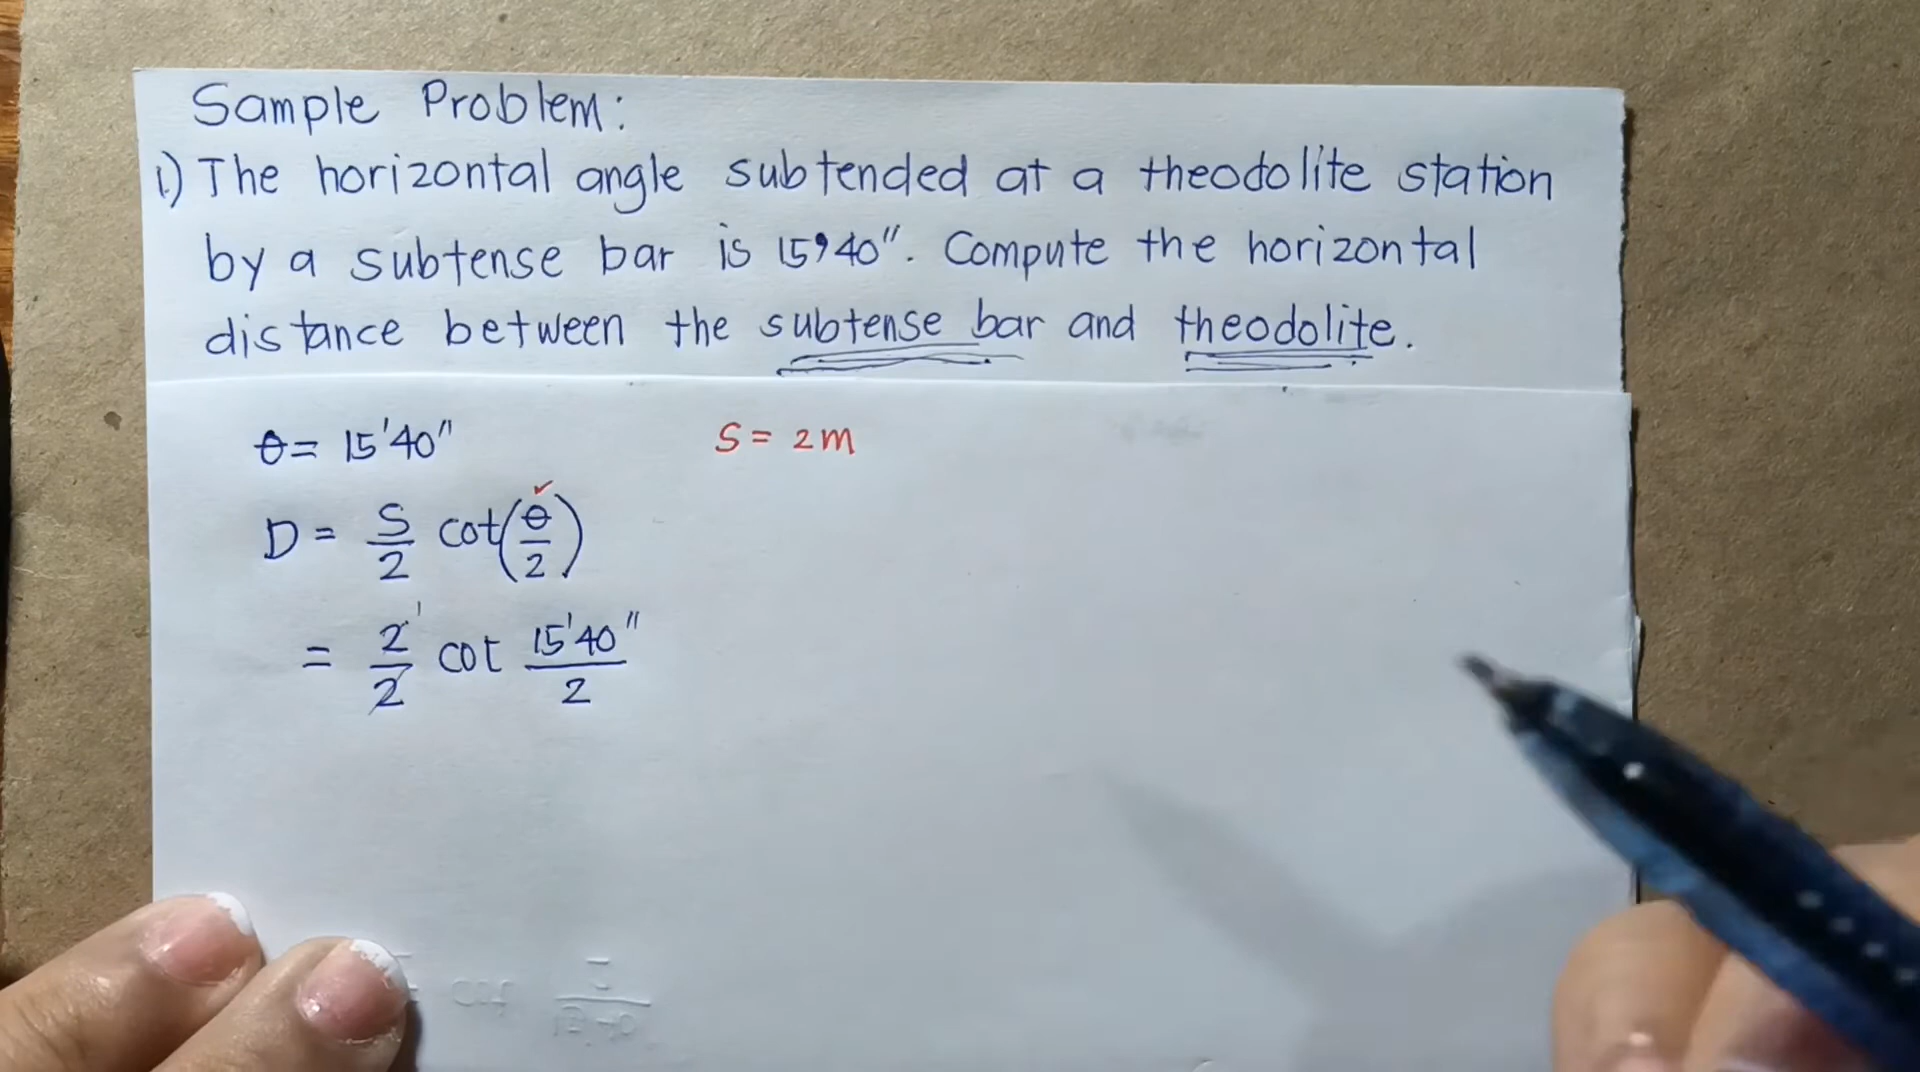 Sample Problem:
1.) The horizontal angle subtended at a theodolite station
by a subtense bar is 15'40". Compute the horizontal
distance between the subtense bar and theodolite.
θ = 15'40" S = 2m
D = S/2 cot(θ/2)
= 2/2 1 cot 15'40"/2